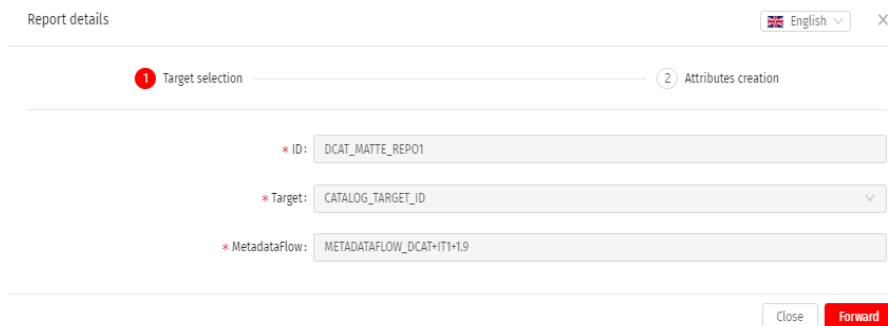 Report details English
1 Target selection 2 Attributes creation
* ID: DCAT_MATTE_REPO1
* Target: CATALOG_TARGET_ID
* MetadataFlow: METADATAFLOW_DCAT+IT1+1.9
Close Forward